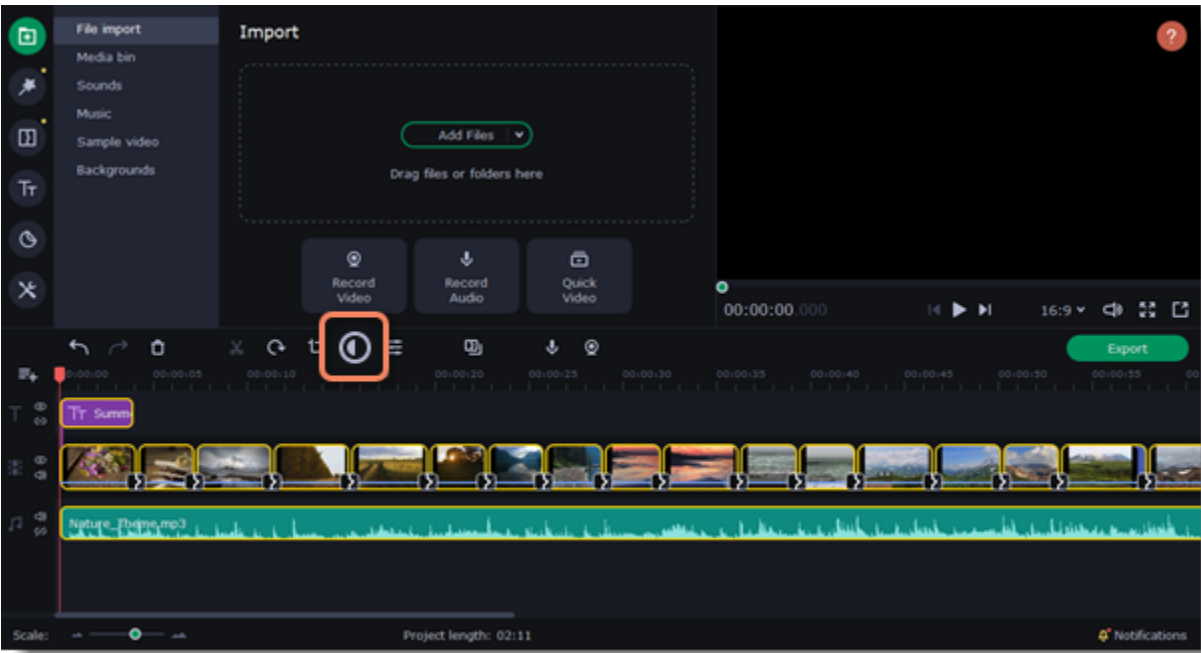 File import
Media bin
Sounds
Music
Sample video
Backgrounds
Import
Add Files
Drag files or folders here
Record
Video
Record
Audio
Quick
Video
?
00:00:00.000
16:9
Export
00:00:05
00:00:10
00:00:20
00:00:25
00:00:30
00:00:35
00:00:40
00:00:45
00:00:50
00:00:55
Tт Summ
Nature_Theme.mp3
Scale:
Project length: 02:11
Notifications